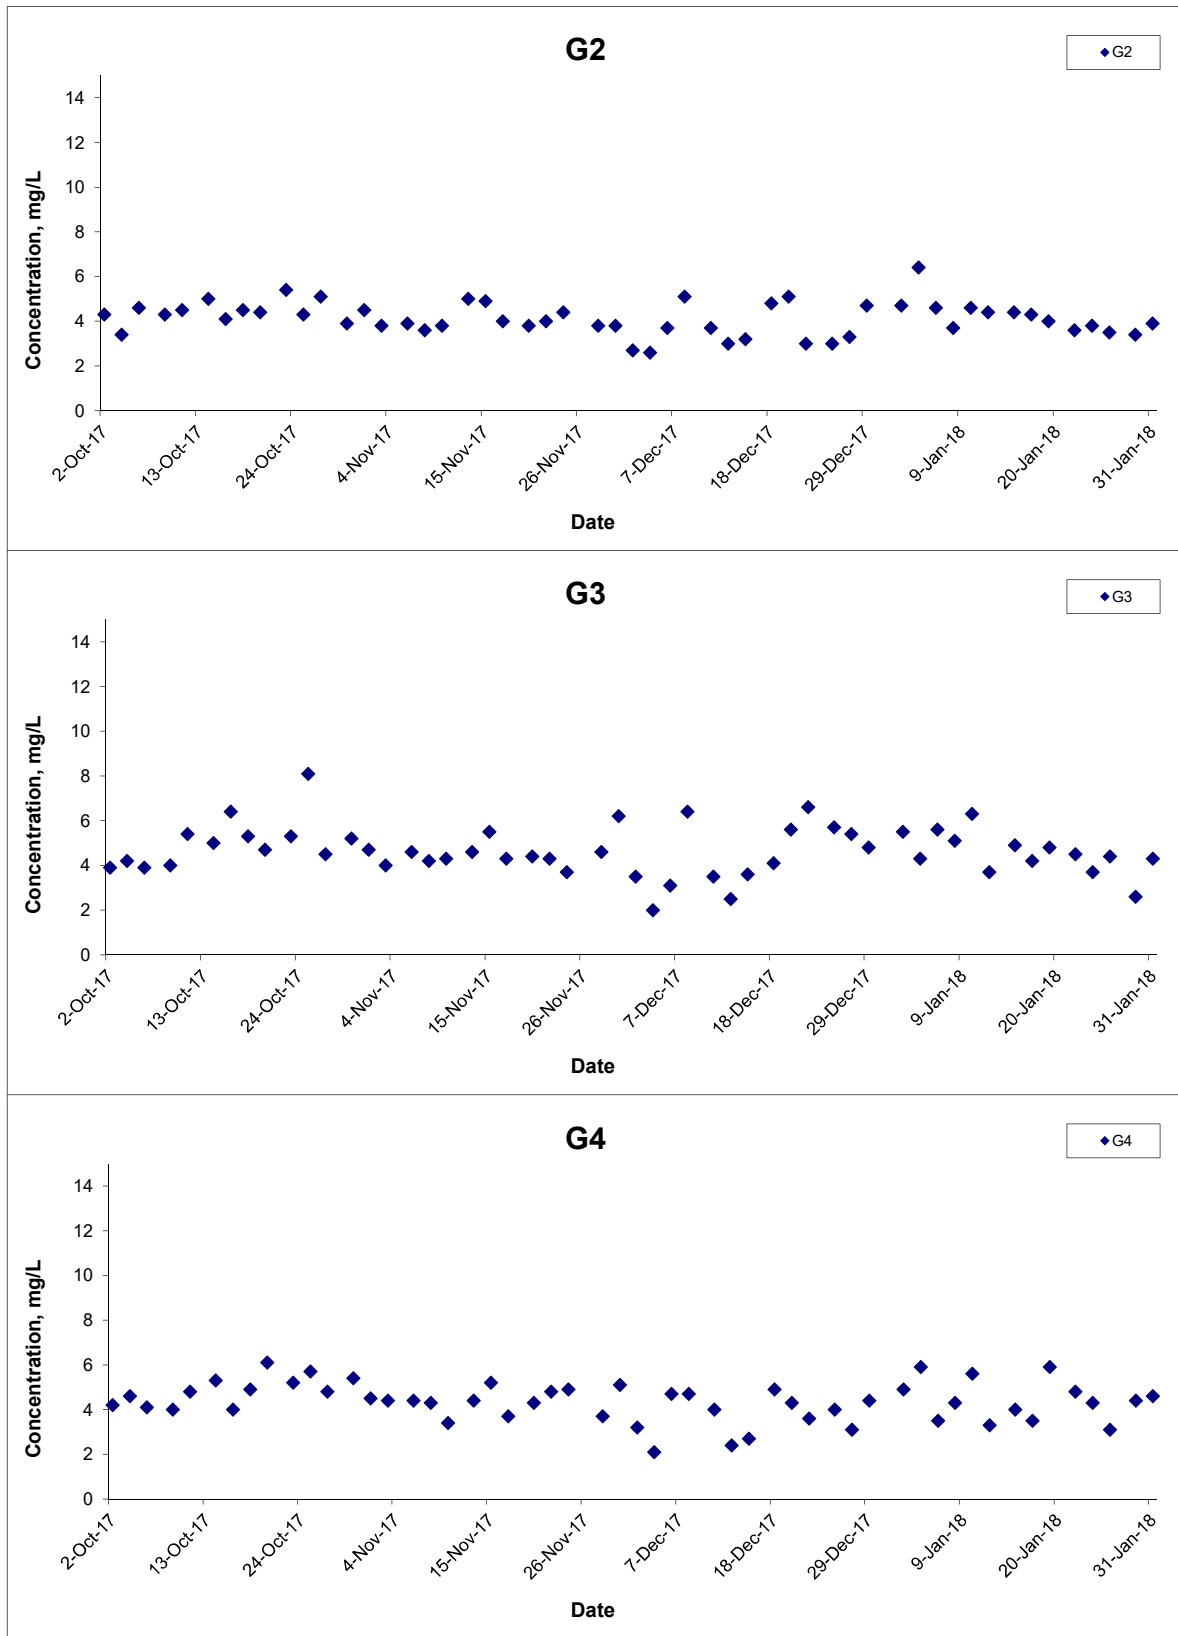 G2
G2
14
12
10
8
6
4
2
0
Concentration, mg/L
2-Oct-17
13-Oct-17
24-Oct-17
4-Nov-17
15-Nov-17
26-Nov-17
7-Dec-17
18-Dec-17
29-Dec-17
9-Jan-18
20-Jan-18
31-Jan-18
Date
G3
G3
14
12
10
8
6
4
2
0
Concentration, mg/L
2-Oct-17
13-Oct-17
24-Oct-17
4-Nov-17
15-Nov-17
26-Nov-17
7-Dec-17
18-Dec-17
29-Dec-17
9-Jan-18
20-Jan-18
31-Jan-18
Date
G4
G4
14
12
10
8
6
4
2
0
Concentration, mg/L
2-Oct-17
13-Oct-17
24-Oct-17
4-Nov-17
15-Nov-17
26-Nov-17
7-Dec-17
18-Dec-17
29-Dec-17
9-Jan-18
20-Jan-18
31-Jan-18
Date